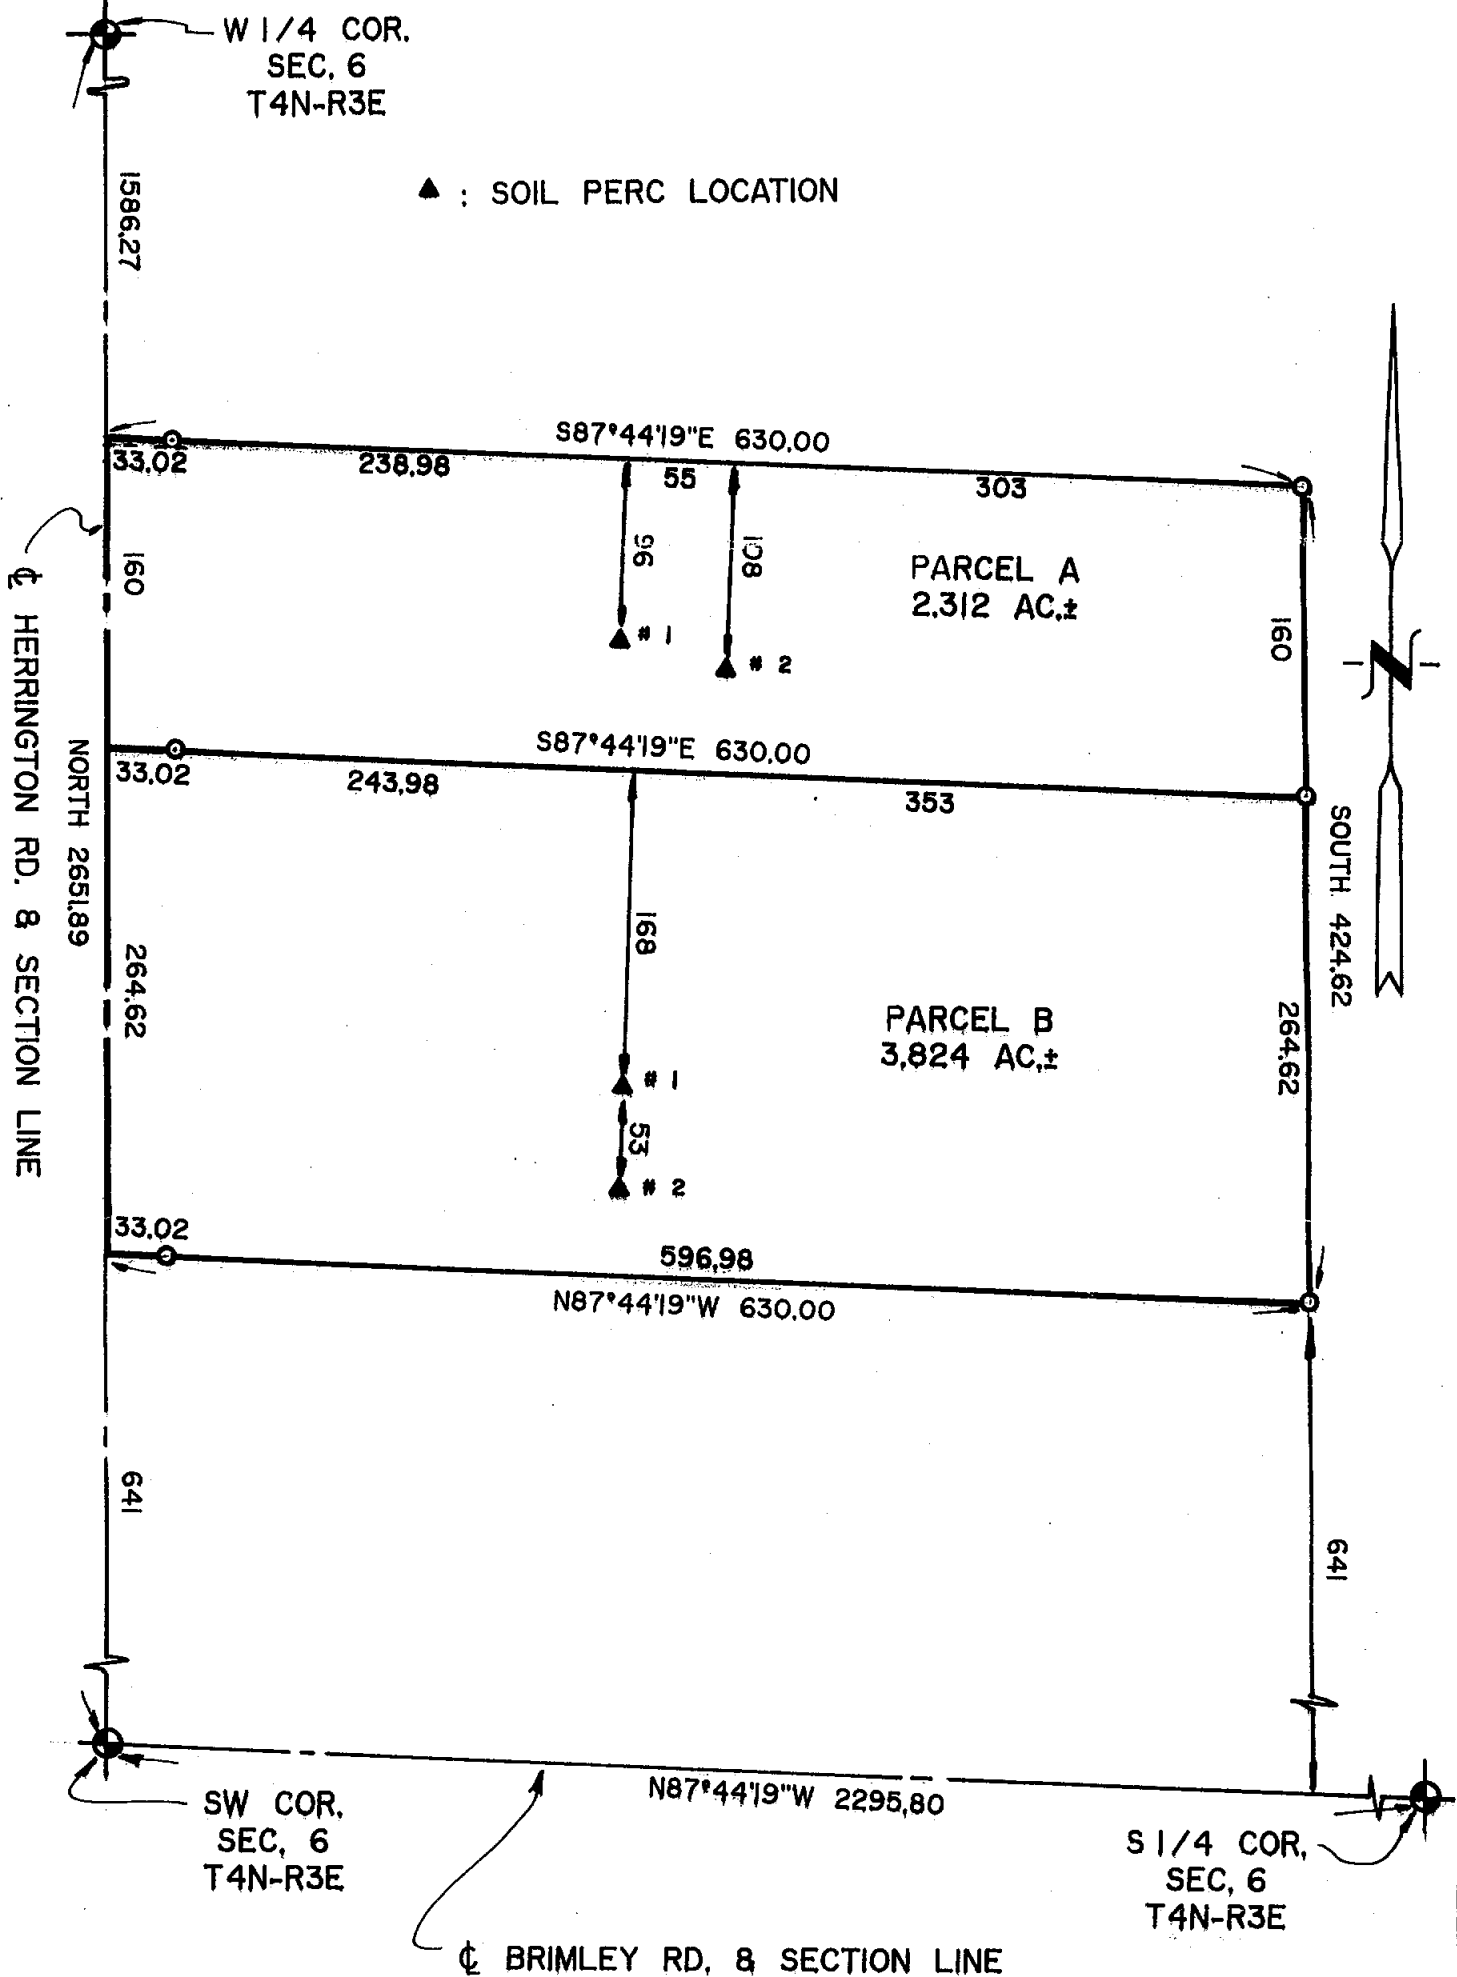 W 1/4 COR.
SEC. 6
T4N-R3E
▲ : SOIL PERC LOCATION
1586.27
S87°44'19"E 630.00
33.02
238.98
55
303
96
108
PARCEL A
2.312 AC.±
160
160
# 1
# 2
N
S87°44'19"E 630.00
33.02
243.98
353
℄ HERRINGTON RD. & SECTION LINE
NORTH 2651.89
SOUTH 424.62
264.62
168
PARCEL B
3.824 AC.±
264.62
# 1
53
# 2
33.02
596.98
N87°44'19"W 630.00
641
641
N87°44'19"W 2295.80
SW COR.
SEC. 6
T4N-R3E
S 1/4 COR.
SEC. 6
T4N-R3E
℄ BRIMLEY RD. & SECTION LINE